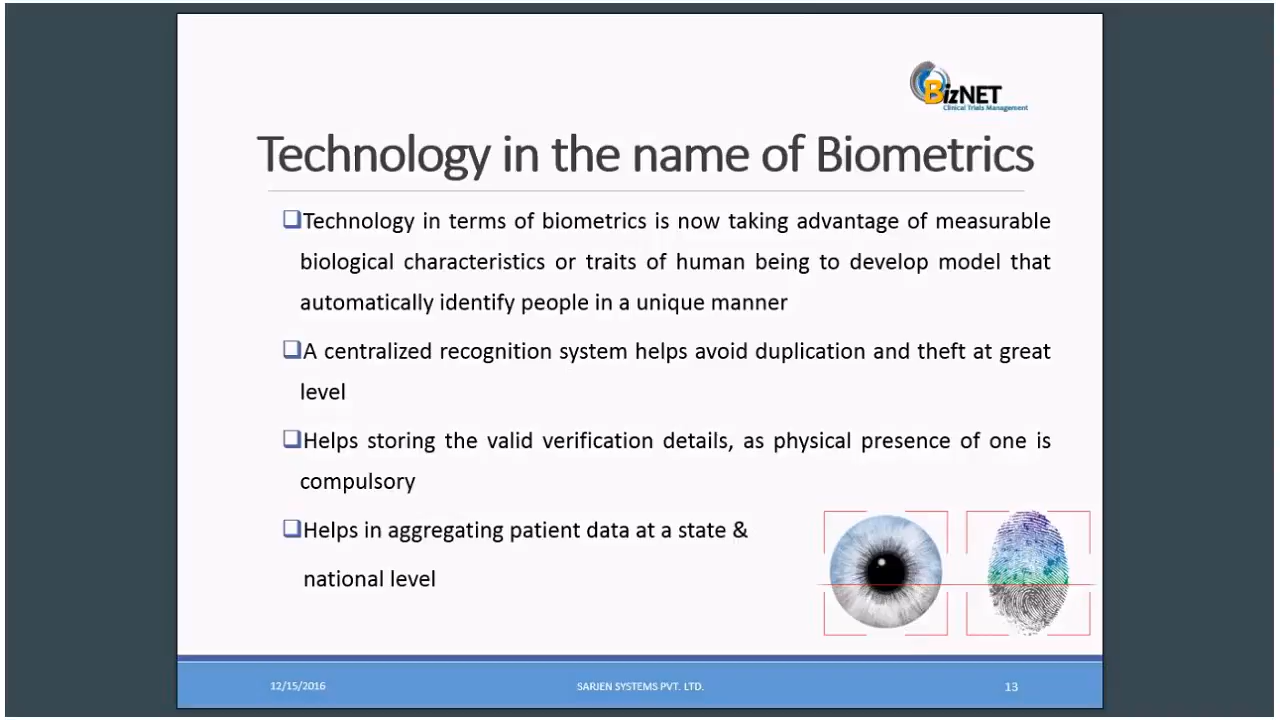 BizNET
Clinical Trials Management
Technology in the name of Biometrics
Technology in terms of biometrics is now taking advantage of measurable
biological characteristics or traits of human being to develop model that
automatically identify people in a unique manner
A centralized recognition system helps avoid duplication and theft at great
level
Helps storing the valid verification details, as physical presence of one is
compulsory
Helps in aggregating patient data at a state &
national level
12/15/2016
SARJEN SYSTEMS PVT. LTD.
13